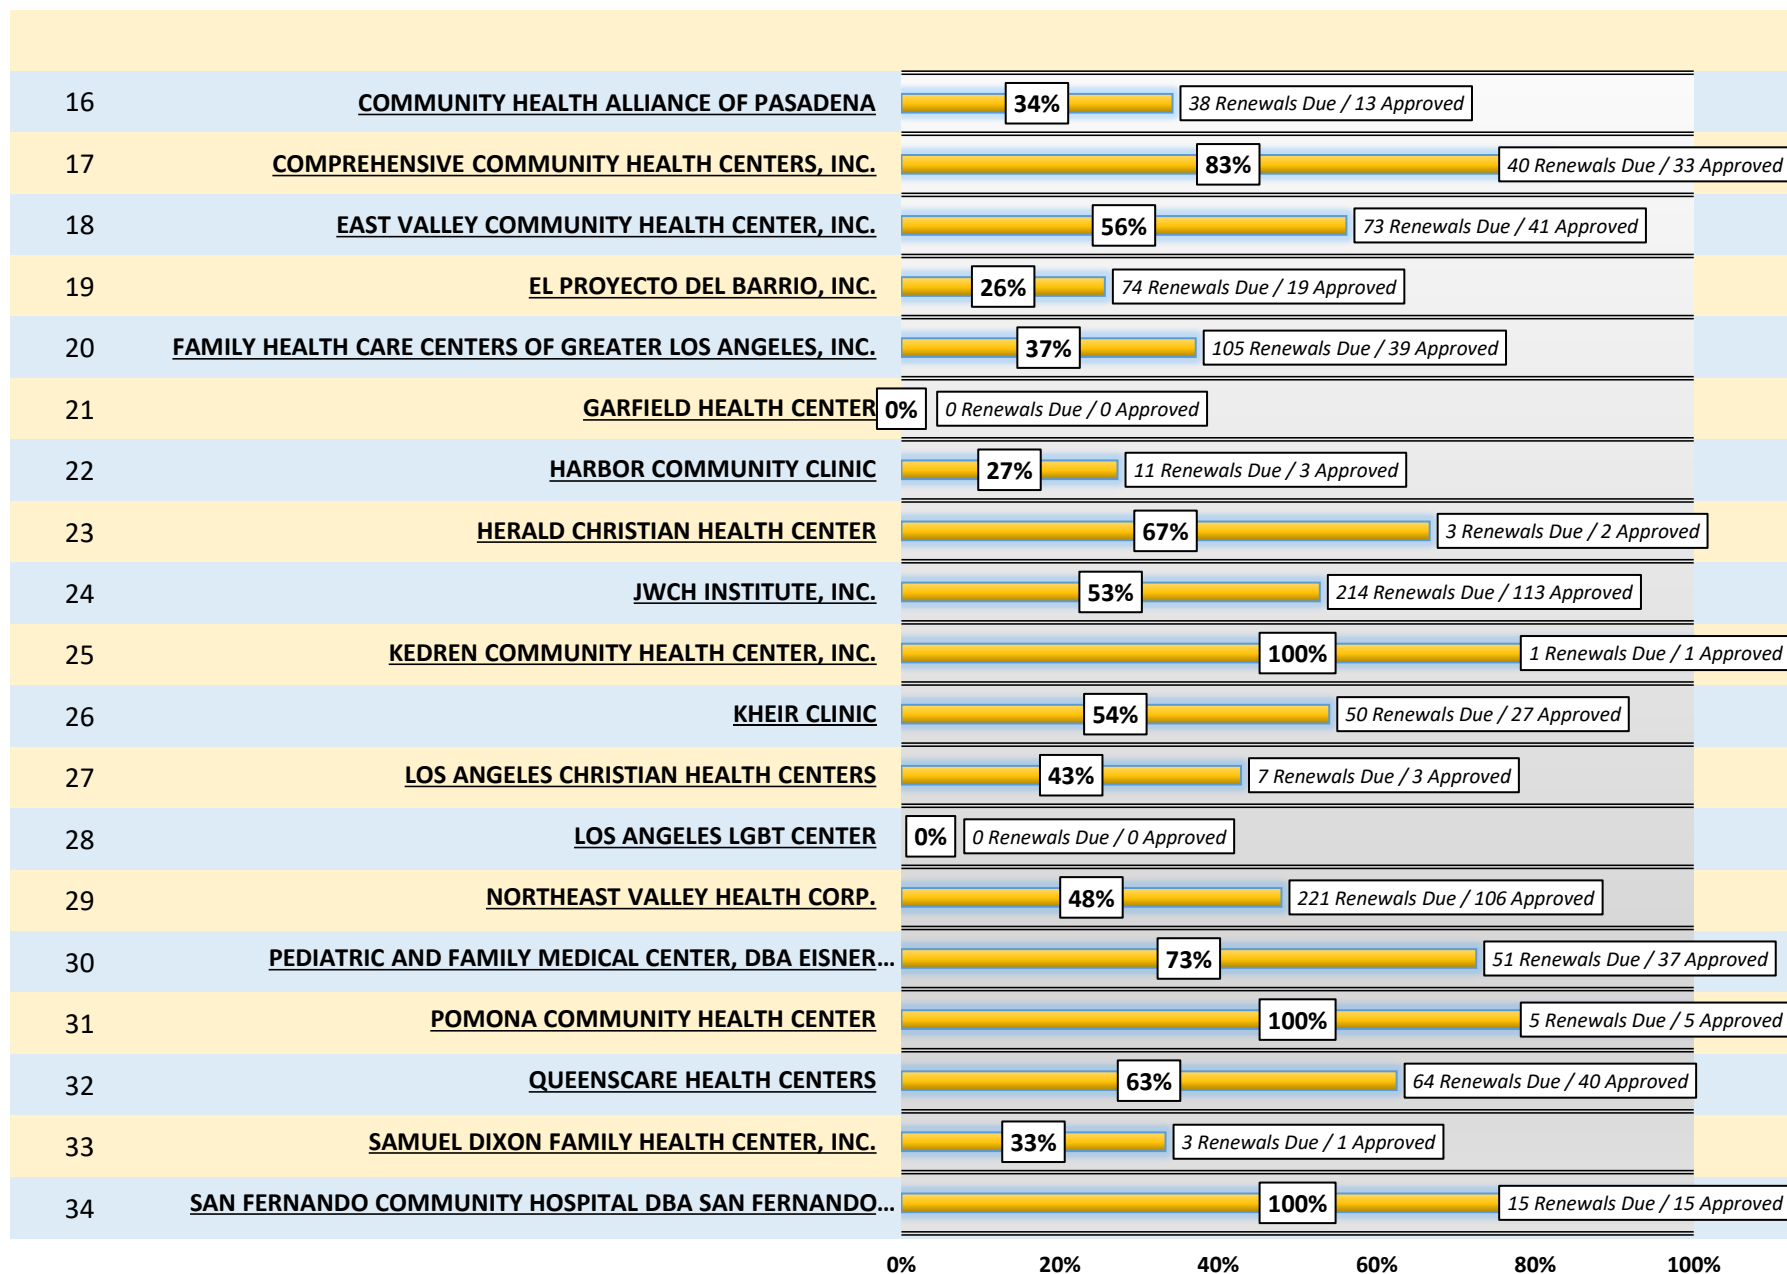 16 COMMUNITY HEALTH ALLIANCE OF PASADENA 34% 38 Renewals Due / 13 Approved
17 COMPREHENSIVE COMMUNITY HEALTH CENTERS, INC. 83% 40 Renewals Due / 33 Approved
18 EAST VALLEY COMMUNITY HEALTH CENTER, INC. 56% 73 Renewals Due / 41 Approved
19 EL PROYECTO DEL BARRIO, INC. 26% 74 Renewals Due / 19 Approved
20 FAMILY HEALTH CARE CENTERS OF GREATER LOS ANGELES, INC. 37% 105 Renewals Due / 39 Approved
21 GARFIELD HEALTH CENTER 0% 0 Renewals Due / 0 Approved
22 HARBOR COMMUNITY CLINIC 27% 11 Renewals Due / 3 Approved
23 HERALD CHRISTIAN HEALTH CENTER 67% 3 Renewals Due / 2 Approved
24 JWCH INSTITUTE, INC. 53% 214 Renewals Due / 113 Approved
25 KEDREN COMMUNITY HEALTH CENTER, INC. 100% 1 Renewals Due / 1 Approved
26 KHEIR CLINIC 54% 50 Renewals Due / 27 Approved
27 LOS ANGELES CHRISTIAN HEALTH CENTERS 43% 7 Renewals Due / 3 Approved
28 LOS ANGELES LGBT CENTER 0% 0 Renewals Due / 0 Approved
29 NORTHEAST VALLEY HEALTH CORP. 48% 221 Renewals Due / 106 Approved
30 PEDIATRIC AND FAMILY MEDICAL CENTER, DBA EISNER... 73% 51 Renewals Due / 37 Approved
31 POMONA COMMUNITY HEALTH CENTER 100% 5 Renewals Due / 5 Approved
32 QUEENSCARE HEALTH CENTERS 63% 64 Renewals Due / 40 Approved
33 SAMUEL DIXON FAMILY HEALTH CENTER, INC. 33% 3 Renewals Due / 1 Approved
34 SAN FERNANDO COMMUNITY HOSPITAL DBA SAN FERNANDO... 100% 15 Renewals Due / 15 Approved
0% 20% 40% 60% 80% 100%